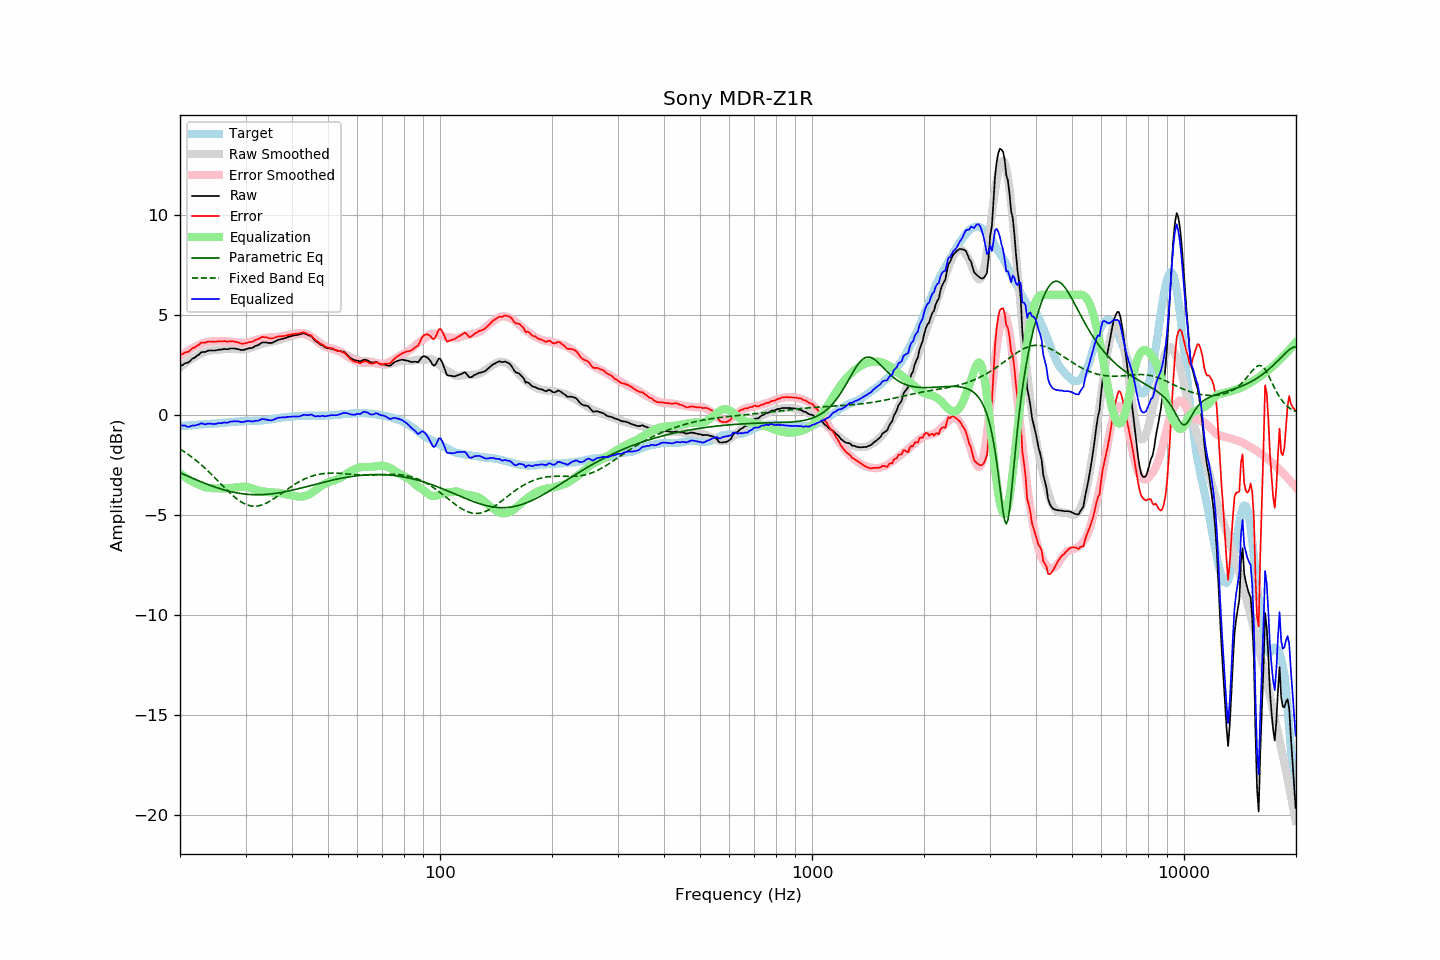 Sony MDR-Z1R
Target
Raw Smoothed
Error Smoothed
Raw
Error
Equalization
Parametric Eq
Fixed Band Eq
Equalized
10
5
0
−5
−10
−15
−20
Amplitude (dBr)
100
1000
10000
Frequency (Hz)